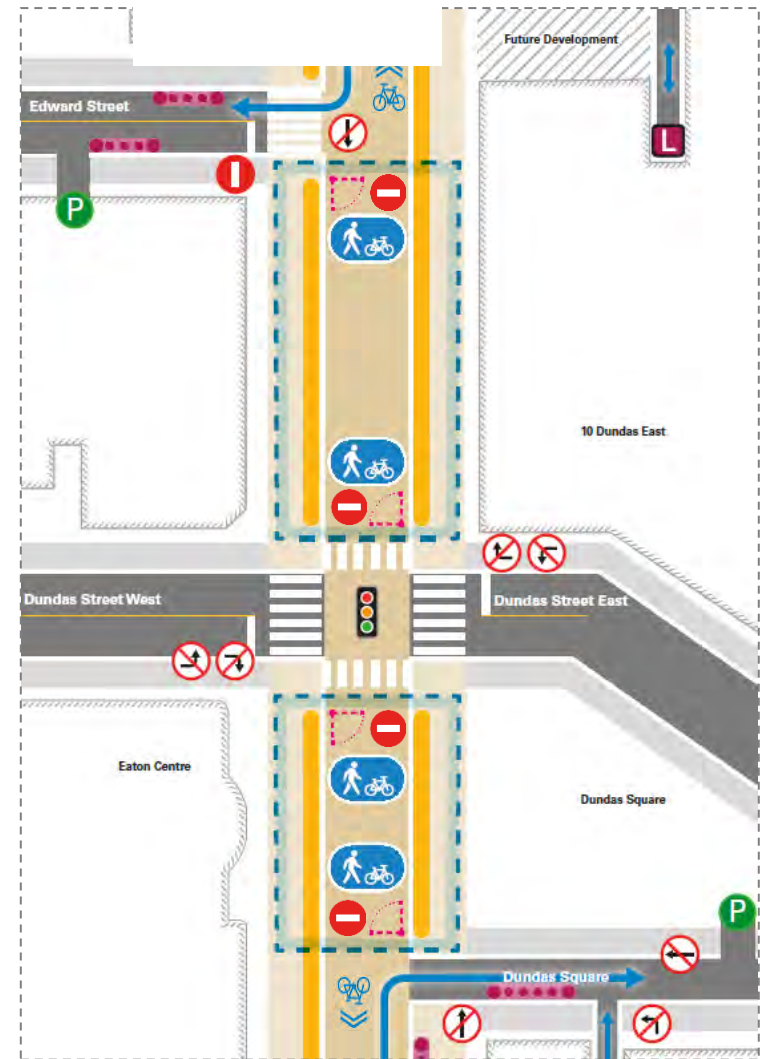 Future Development
Edward Street
L
P
10 Dundas East
Dundas Street West
Dundas Street East
Eaton Centre
Dundas Square
P
Dundas Square